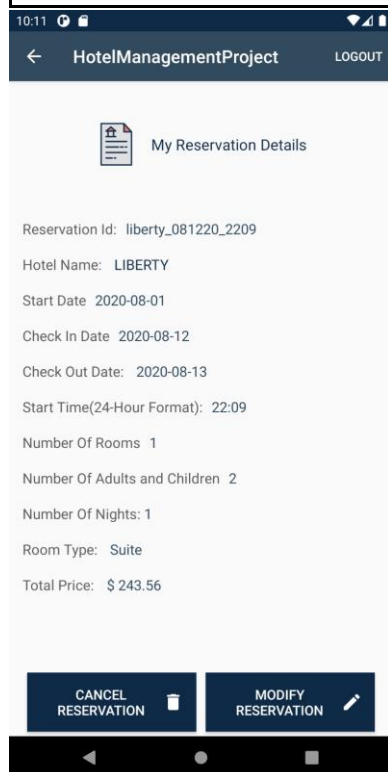 10:11
HotelManagementProject LOGOUT
My Reservation Details
Reservation Id: liberty_081220_2209
Hotel Name: LIBERTY
Start Date 2020-08-01
Check In Date 2020-08-12
Check Out Date: 2020-08-13
Start Time(24-Hour Format): 22:09
Number Of Rooms 1
Number Of Adults and Children 2
Number Of Nights: 1
Room Type: Suite
Total Price: $ 243.56
CANCEL
RESERVATION
MODIFY
RESERVATION